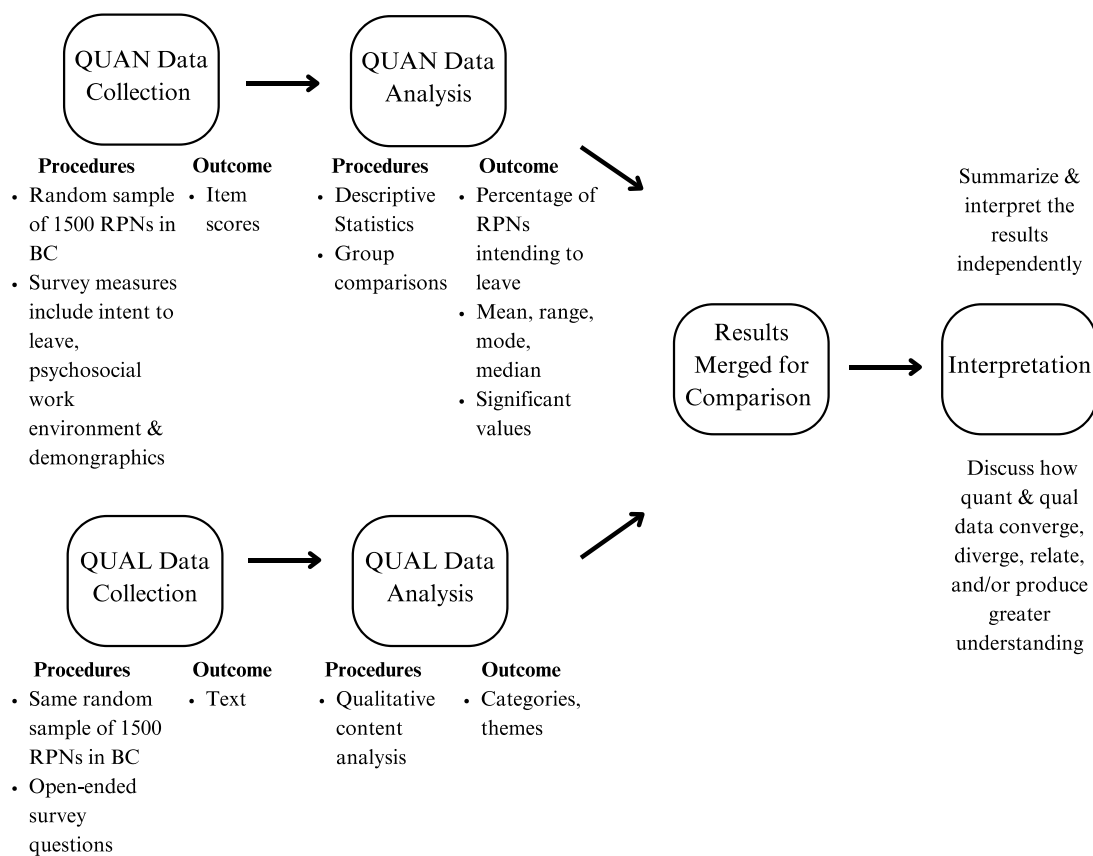 QUAN Data
Collection
QUAN Data
Analysis
Procedures
• Random sample
of 1500 RPNs in
BC
• Survey measures
include intent to
leave,
psychosocial
work
environment &
demongraphics
Outcome
• Item
scores
Procedures
• Descriptive
Statistics
• Group
comparisons
Outcome
• Percentage of
RPNs
intending to
leave
• Mean, range,
mode,
median
• Significant
values
QUAL Data
Collection
QUAL Data
Analysis
Procedures
• Same random
sample of 1500
RPNs in BC
• Open-ended
survey
questions
Outcome
• Text
Procedures
• Qualitative
content
analysis
Outcome
• Categories,
themes
Results
Merged for
Comparison
Summarize &
interpret the
results
independently
Interpretation
Discuss how
quant & qual
data converge,
diverge, relate,
and/or produce
greater
understanding